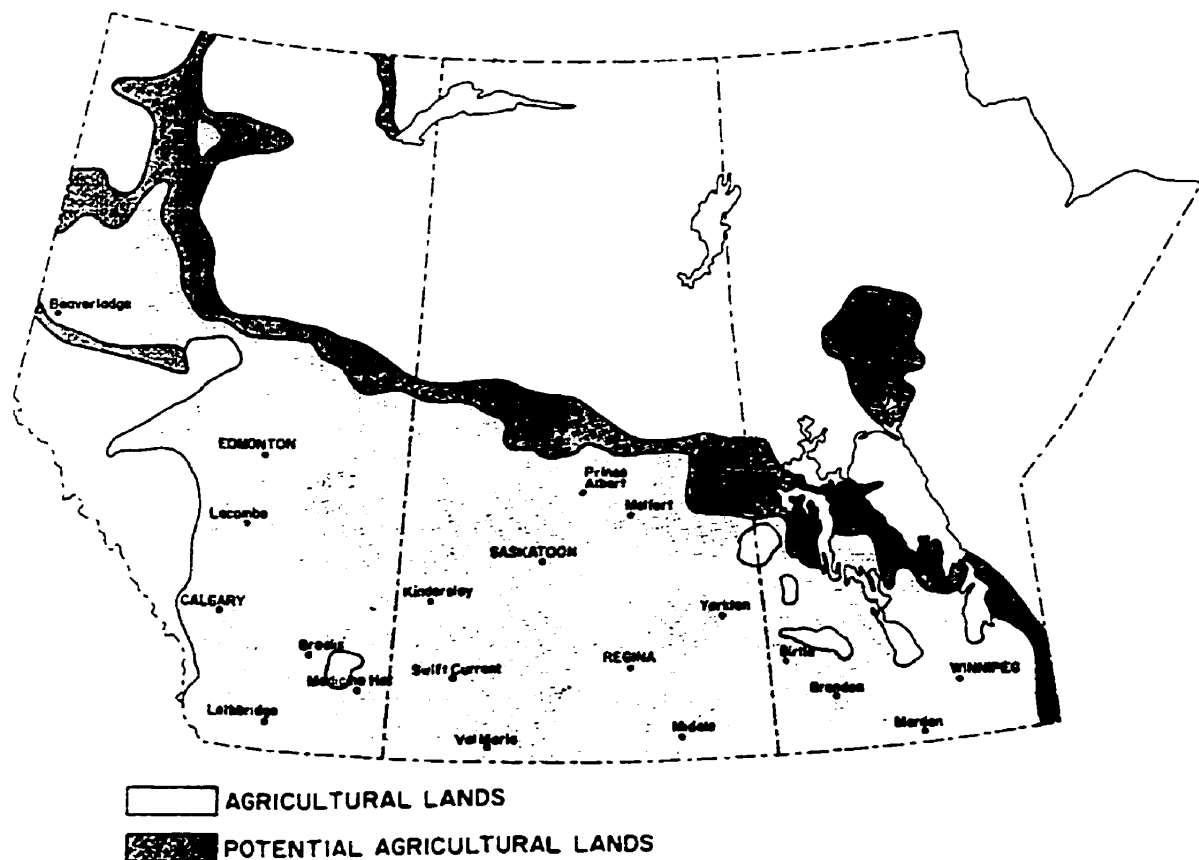 Beaverlodge
EDMONTON
Prince
Albert
Melfort
Lacombe
SASKATOON
CALGARY
Kindersley
Yorkton
Brooks
Medicine Hat
Swift Current
REGINA
Birtle
WINNIPEG
Brandon
Lethbridge
Val Marie
Midale
Morden
AGRICULTURAL LANDS
POTENTIAL AGRICULTURAL LANDS